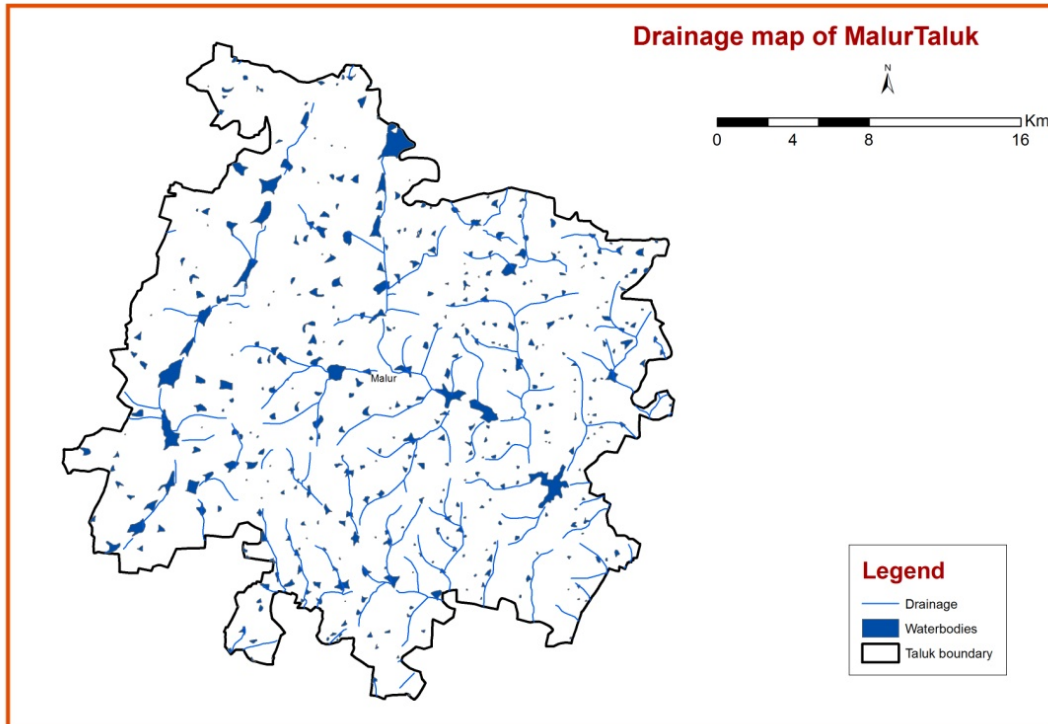 Drainage map of MalurTaluk
N
Km
0 4 8 16
Malur
Legend
Drainage
Waterbodies
Taluk boundary